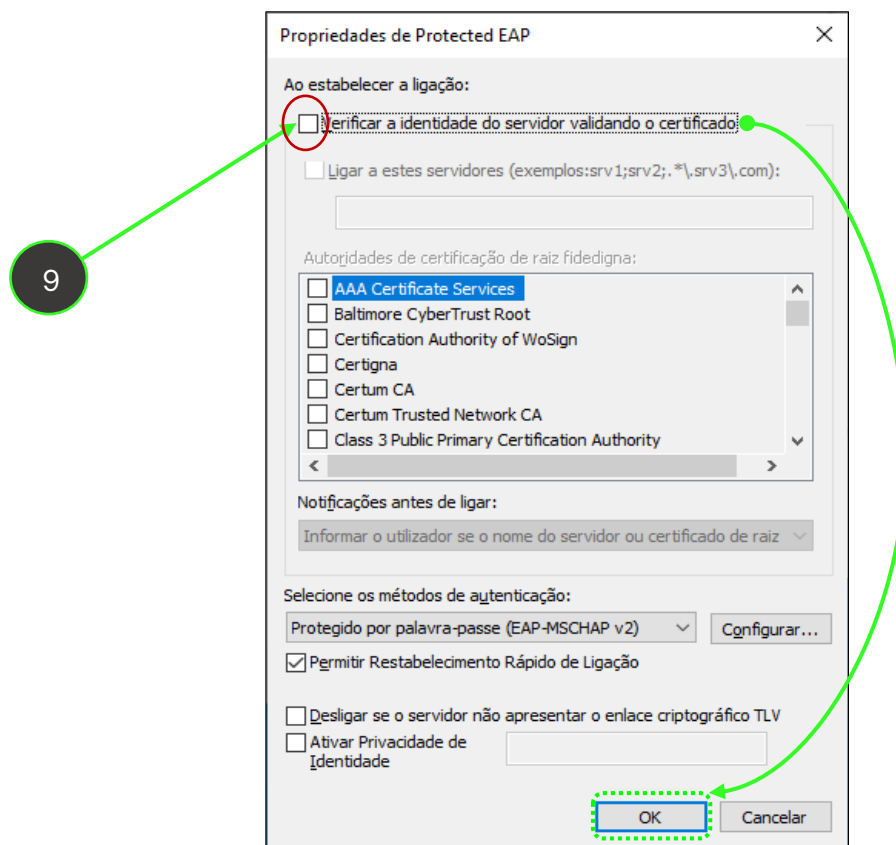 Propriedades de Protected EAP
Ao estabelecer a ligação:
Verificar a identidade do servidor validando o certificado
Ligar a estes servidores (exemplos:srv1;srv2;.*\.srv3\.com):
9
Autoridades de certificação de raiz fidedigna:
AAA Certificate Services
Baltimore CyberTrust Root
Certification Authority of WoSign
Certigna
Certum CA
Certum Trusted Network CA
Class 3 Public Primary Certification Authority
Notificações antes de ligar:
Informar o utilizador se o nome do servidor ou certificado de raiz
Selecione os métodos de autenticação:
Protegido por palavra-passe (EAP-MSCHAP v2)
Configurar...
Permitir Restabelecimento Rápido de Ligação
Desligar se o servidor não apresentar o enlace criptográfico TLV
Ativar Privacidade de
Identidade
OK
Cancelar